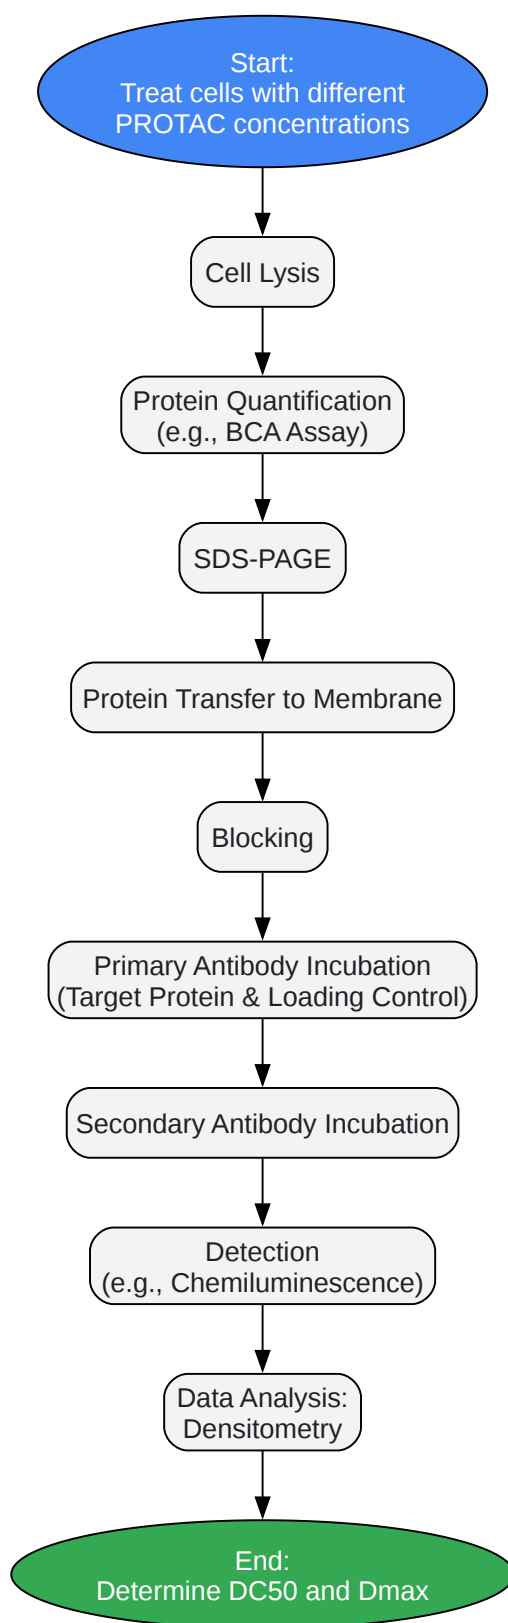 Start:
Treat cells with different
PROTAC concentrations
Cell Lysis
Protein Quantification
(e.g., BCA Assay)
SDS-PAGE
Protein Transfer to Membrane
Blocking
Primary Antibody Incubation
(Target Protein & Loading Control)
Secondary Antibody Incubation
Detection
(e.g., Chemiluminescence)
Data Analysis:
Densitometry
End:
Determine DC50 and Dmax